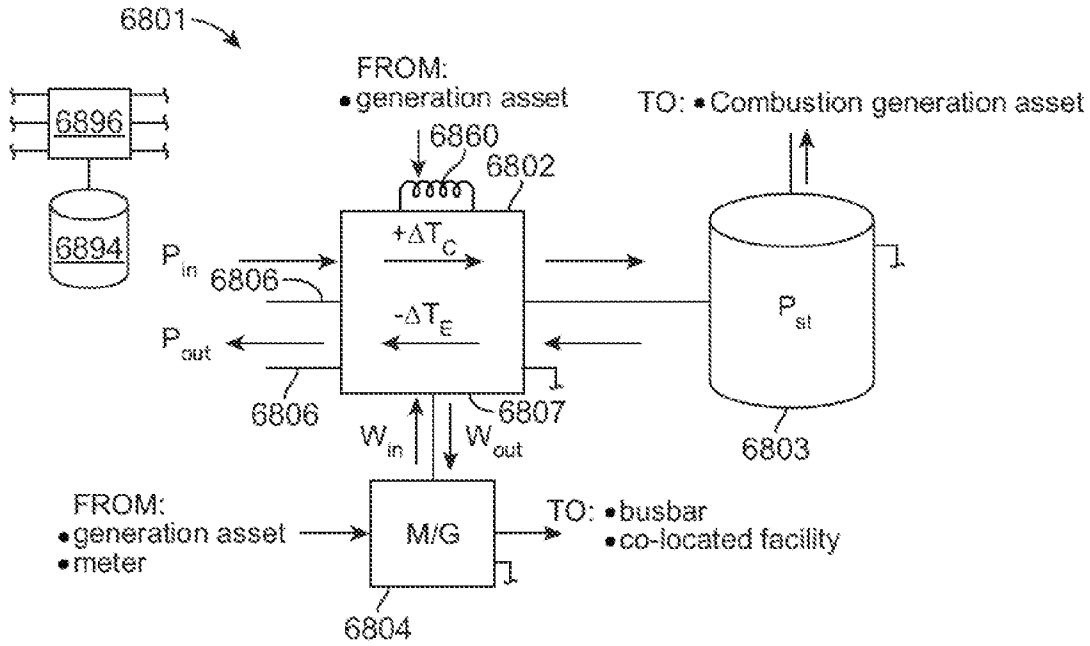 6801
FROM:
• generation asset
TO: • Combustion generation asset
6896
6860
6802
6894
+ΔT_C
P_in
6806
-ΔT_E
P_st
P_out
6806
6807
6803
W_in
W_out
FROM:
• generation asset
• meter
M/G
TO: • busbar
• co-located facility
6804